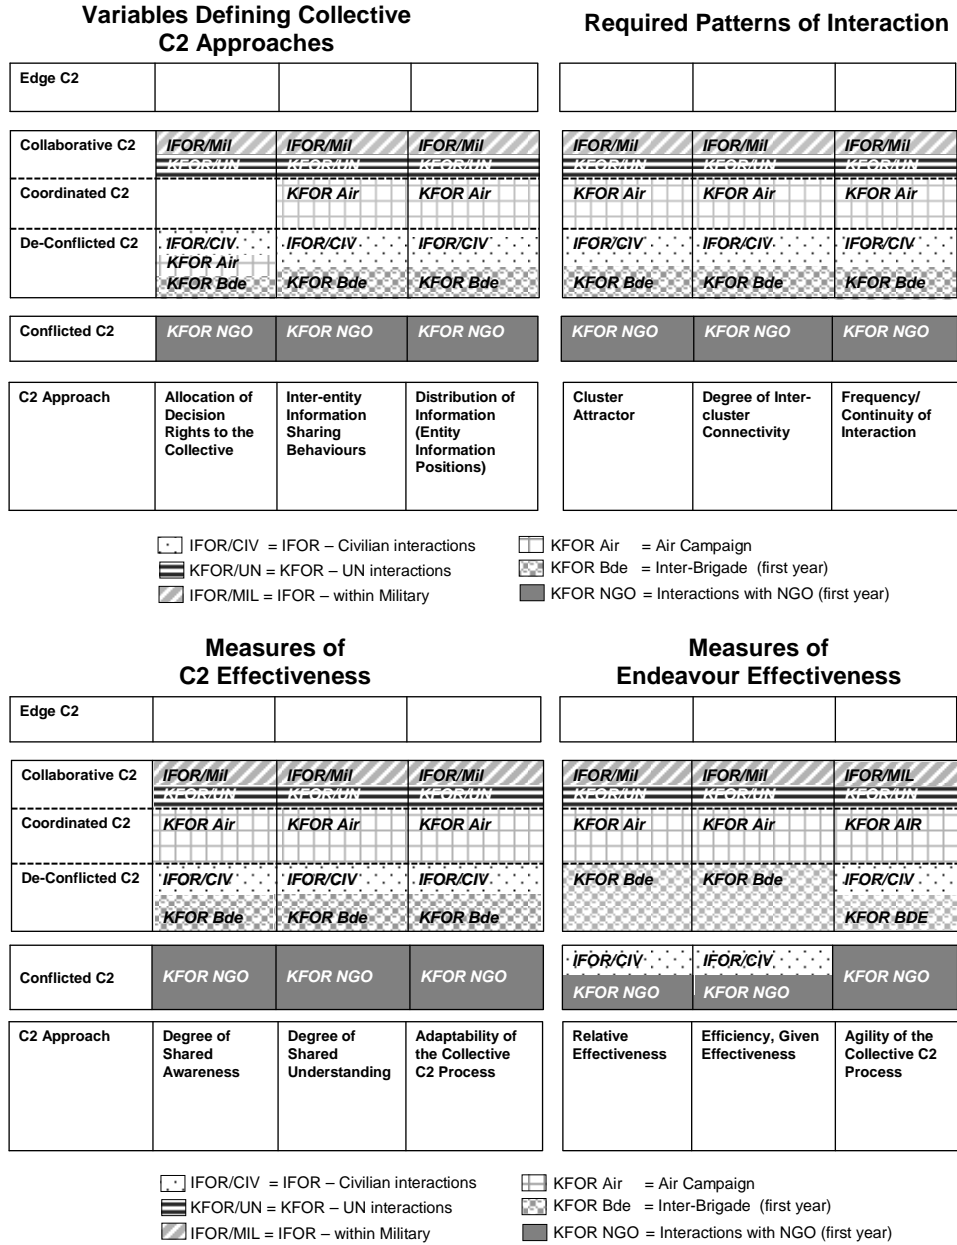 Variables Defining Collective
C2 Approaches
Required Patterns of Interaction
Edge C2
Collaborative C2 IFOR/Mil IFOR/Mil IFOR/Mil IFOR/Mil IFOR/Mil IFOR/Mil
KFOR/UN KFOR/UN KFOR/UN KFOR/UN KFOR/UN KFOR/UN
Coordinated C2 KFOR Air KFOR Air KFOR Air KFOR Air KFOR Air
De-Conflicted C2 IFOR/CIV IFOR/CIV IFOR/CIV IFOR/CIV IFOR/CIV IFOR/CIV
KFOR Air
KFOR Bde KFOR Bde KFOR Bde KFOR Bde KFOR Bde KFOR Bde
Conflicted C2 KFOR NGO KFOR NGO KFOR NGO KFOR NGO KFOR NGO KFOR NGO
C2 Approach Allocation of Inter-entity Distribution of Cluster Degree of Inter- Frequency/
Decision Information Information Attractor cluster Continuity of
Rights to the Sharing (Entity Connectivity Interaction
Collective Behaviours Information
Positions)
IFOR/CIV = IFOR – Civilian interactions KFOR Air = Air Campaign
KFOR/UN = KFOR – UN interactions KFOR Bde = Inter-Brigade (first year)
IFOR/MIL = IFOR – within Military KFOR NGO = Interactions with NGO (first year)
Measures of
C2 Effectiveness
Measures of
Endeavour Effectiveness
Edge C2
Collaborative C2 IFOR/Mil IFOR/Mil IFOR/Mil IFOR/Mil IFOR/Mil IFOR/MIL
KFOR/UN KFOR/UN KFOR/UN KFOR/UN KFOR/UN KFOR/UN
Coordinated C2 KFOR Air KFOR Air KFOR Air KFOR Air KFOR Air KFOR AIR
De-Conflicted C2 IFOR/CIV IFOR/CIV IFOR/CIV KFOR Bde KFOR Bde IFOR/CIV
KFOR Bde KFOR Bde KFOR Bde KFOR BDE
IFOR/CIV IFOR/CIV
Conflicted C2 KFOR NGO KFOR NGO KFOR NGO KFOR NGO KFOR NGO KFOR NGO
C2 Approach Degree of Degree of Adaptability of Relative Efficiency, Given Agility of the
Shared Shared the Collective Effectiveness Effectiveness Collective C2
Awareness Understanding C2 Process Process
IFOR/CIV = IFOR – Civilian interactions KFOR Air = Air Campaign
KFOR/UN = KFOR – UN interactions KFOR Bde = Inter-Brigade (first year)
IFOR/MIL = IFOR – within Military KFOR NGO = Interactions with NGO (first year)